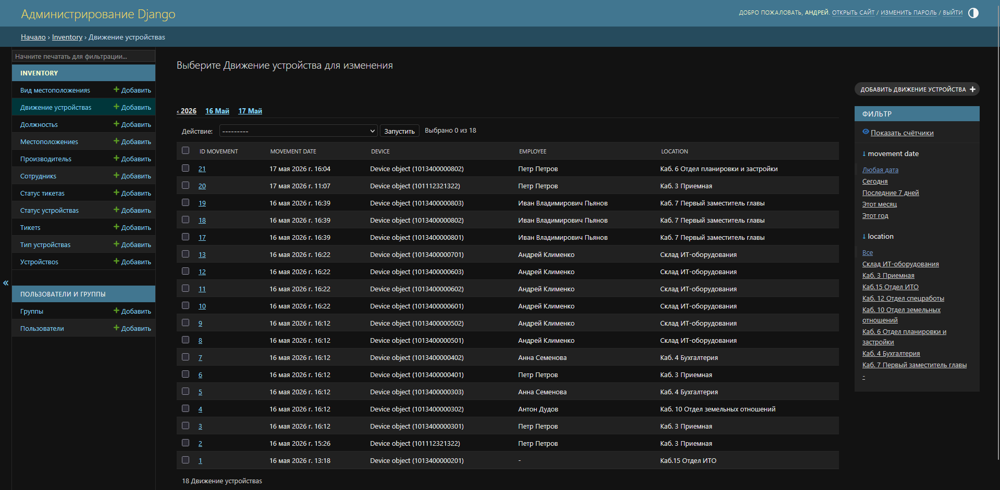 Администрирование Django
ДОБРО ПОЖАЛОВАТЬ, АНДРЕЙ. ОТКРЫТЬ САЙТ / ИЗМЕНИТЬ ПАРОЛЬ / ВЫЙТИ
Начало › Inventory › Движение устройстваs
Начните печатать для фильтрации...
INVENTORY
Вид местоположенияs + Добавить
Движение устройстваs + Добавить
Должностьs + Добавить
Местоположениеs + Добавить
Производительs + Добавить
Сотрудникs + Добавить
Статус тикетаs + Добавить
Статус устройстваs + Добавить
Тикетs + Добавить
Тип устройстваs + Добавить
Устройствоs + Добавить
ПОЛЬЗОВАТЕЛИ И ГРУППЫ
Группы + Добавить
Пользователи + Добавить
«
Выберите Движение устройства для изменения
ДОБАВИТЬ ДВИЖЕНИЕ УСТРОЙСТВА +
‹ 2026 16 Май 17 Май
Действие: --------- Запустить Выбрано 0 из 18
ID MOVEMENT MOVEMENT DATE DEVICE EMPLOYEE LOCATION
21 17 мая 2026 г. 16:04 Device object (1013400000802) Петр Петров Каб. 6 Отдел планировки и застройки
20 17 мая 2026 г. 11:07 Device object (101112321322) Петр Петров Каб. 3 Приемная
19 16 мая 2026 г. 16:39 Device object (1013400000803) Иван Владимирович Пьянов Каб. 7 Первый заместитель главы
18 16 мая 2026 г. 16:39 Device object (1013400000802) Иван Владимирович Пьянов Каб. 7 Первый заместитель главы
17 16 мая 2026 г. 16:39 Device object (1013400000801) Иван Владимирович Пьянов Каб. 7 Первый заместитель главы
13 16 мая 2026 г. 16:22 Device object (1013400000701) Андрей Клименко Склад ИТ-оборудования
12 16 мая 2026 г. 16:22 Device object (1013400000603) Андрей Клименко Склад ИТ-оборудования
11 16 мая 2026 г. 16:22 Device object (1013400000602) Андрей Клименко Склад ИТ-оборудования
10 16 мая 2026 г. 16:22 Device object (1013400000601) Андрей Клименко Склад ИТ-оборудования
9 16 мая 2026 г. 16:12 Device object (1013400000502) Андрей Клименко Склад ИТ-оборудования
8 16 мая 2026 г. 16:12 Device object (1013400000501) Андрей Клименко Склад ИТ-оборудования
7 16 мая 2026 г. 16:12 Device object (1013400000402) Анна Семенова Каб. 4 Бухгалтерия
6 16 мая 2026 г. 16:12 Device object (1013400000401) Петр Петров Каб. 3 Приемная
5 16 мая 2026 г. 16:12 Device object (1013400000303) Анна Семенова Каб. 4 Бухгалтерия
4 16 мая 2026 г. 16:12 Device object (1013400000302) Антон Дудов Каб. 10 Отдел земельных отношений
3 16 мая 2026 г. 16:12 Device object (1013400000301) Петр Петров Каб. 3 Приемная
2 16 мая 2026 г. 15:26 Device object (101112321322) Петр Петров Каб. 3 Приемная
1 16 мая 2026 г. 13:18 Device object (1013400000201) - Каб.15 Отдел ИТО
18 Движение устройстваs
ФИЛЬТР
Показать счётчики
↓ movement date
Любая дата
Сегодня
Последние 7 дней
Этот месяц
Этот год
↓ location
Все
Склад ИТ-оборудования
Каб. 3 Приемная
Каб.15 Отдел ИТО
Каб. 12 Отдел спецработы
Каб. 10 Отдел земельных
отношений
Каб. 6 Отдел планировки и
застройки
Каб. 4 Бухгалтерия
Каб. 7 Первый заместитель главы
-